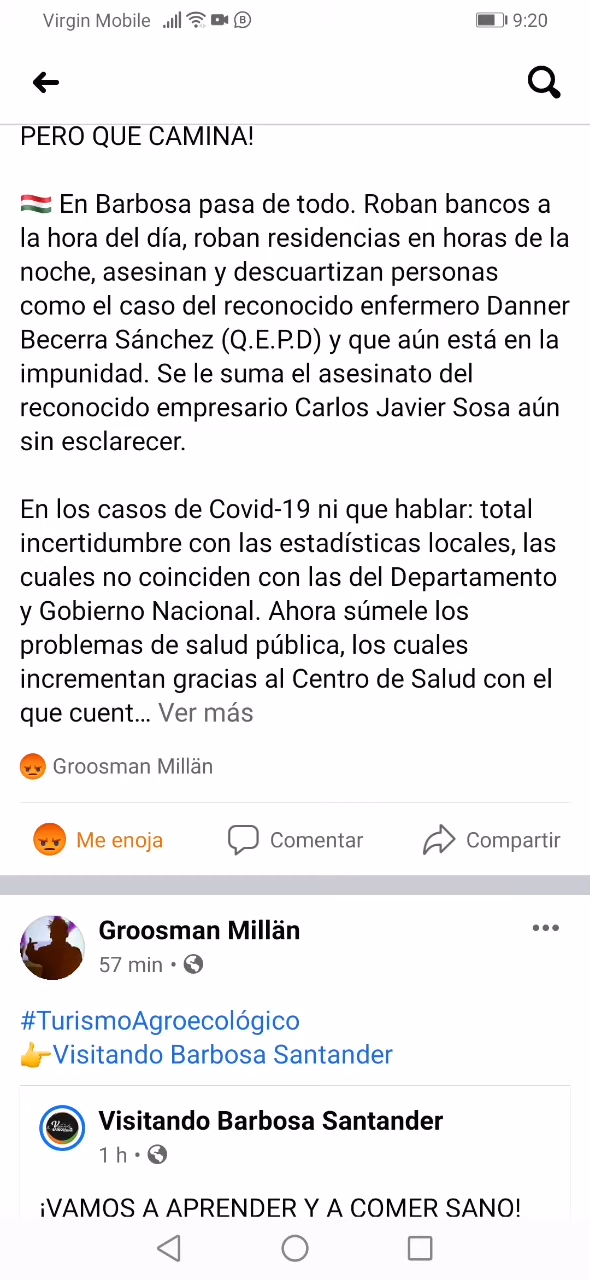 Virgin Mobile 9:20
PERO QUE CAMINA!
🇭🇺 En Barbosa pasa de todo. Roban bancos a
la hora del día, roban residencias en horas de la
noche, asesinan y descuartizan personas
como el caso del reconocido enfermero Danner
Becerra Sánchez (Q.E.P.D) y que aún está en la
impunidad. Se le suma el asesinato del
reconocido empresario Carlos Javier Sosa aún
sin esclarecer.
En los casos de Covid-19 ni que hablar: total
incertidumbre con las estadísticas locales, las
cuales no coinciden con las del Departamento
y Gobierno Nacional. Ahora súmele los
problemas de salud pública, los cuales
incrementan gracias al Centro de Salud con el
que cuent... Ver más
😡 Groosman Millän
😡 Me enoja Comentar Compartir
Groosman Millän
57 min •
#TurismoAgroecológico
👉Visitando Barbosa Santander
Visitando Barbosa Santander
1 h •
¡VAMOS A APRENDER Y A COMER SANO!